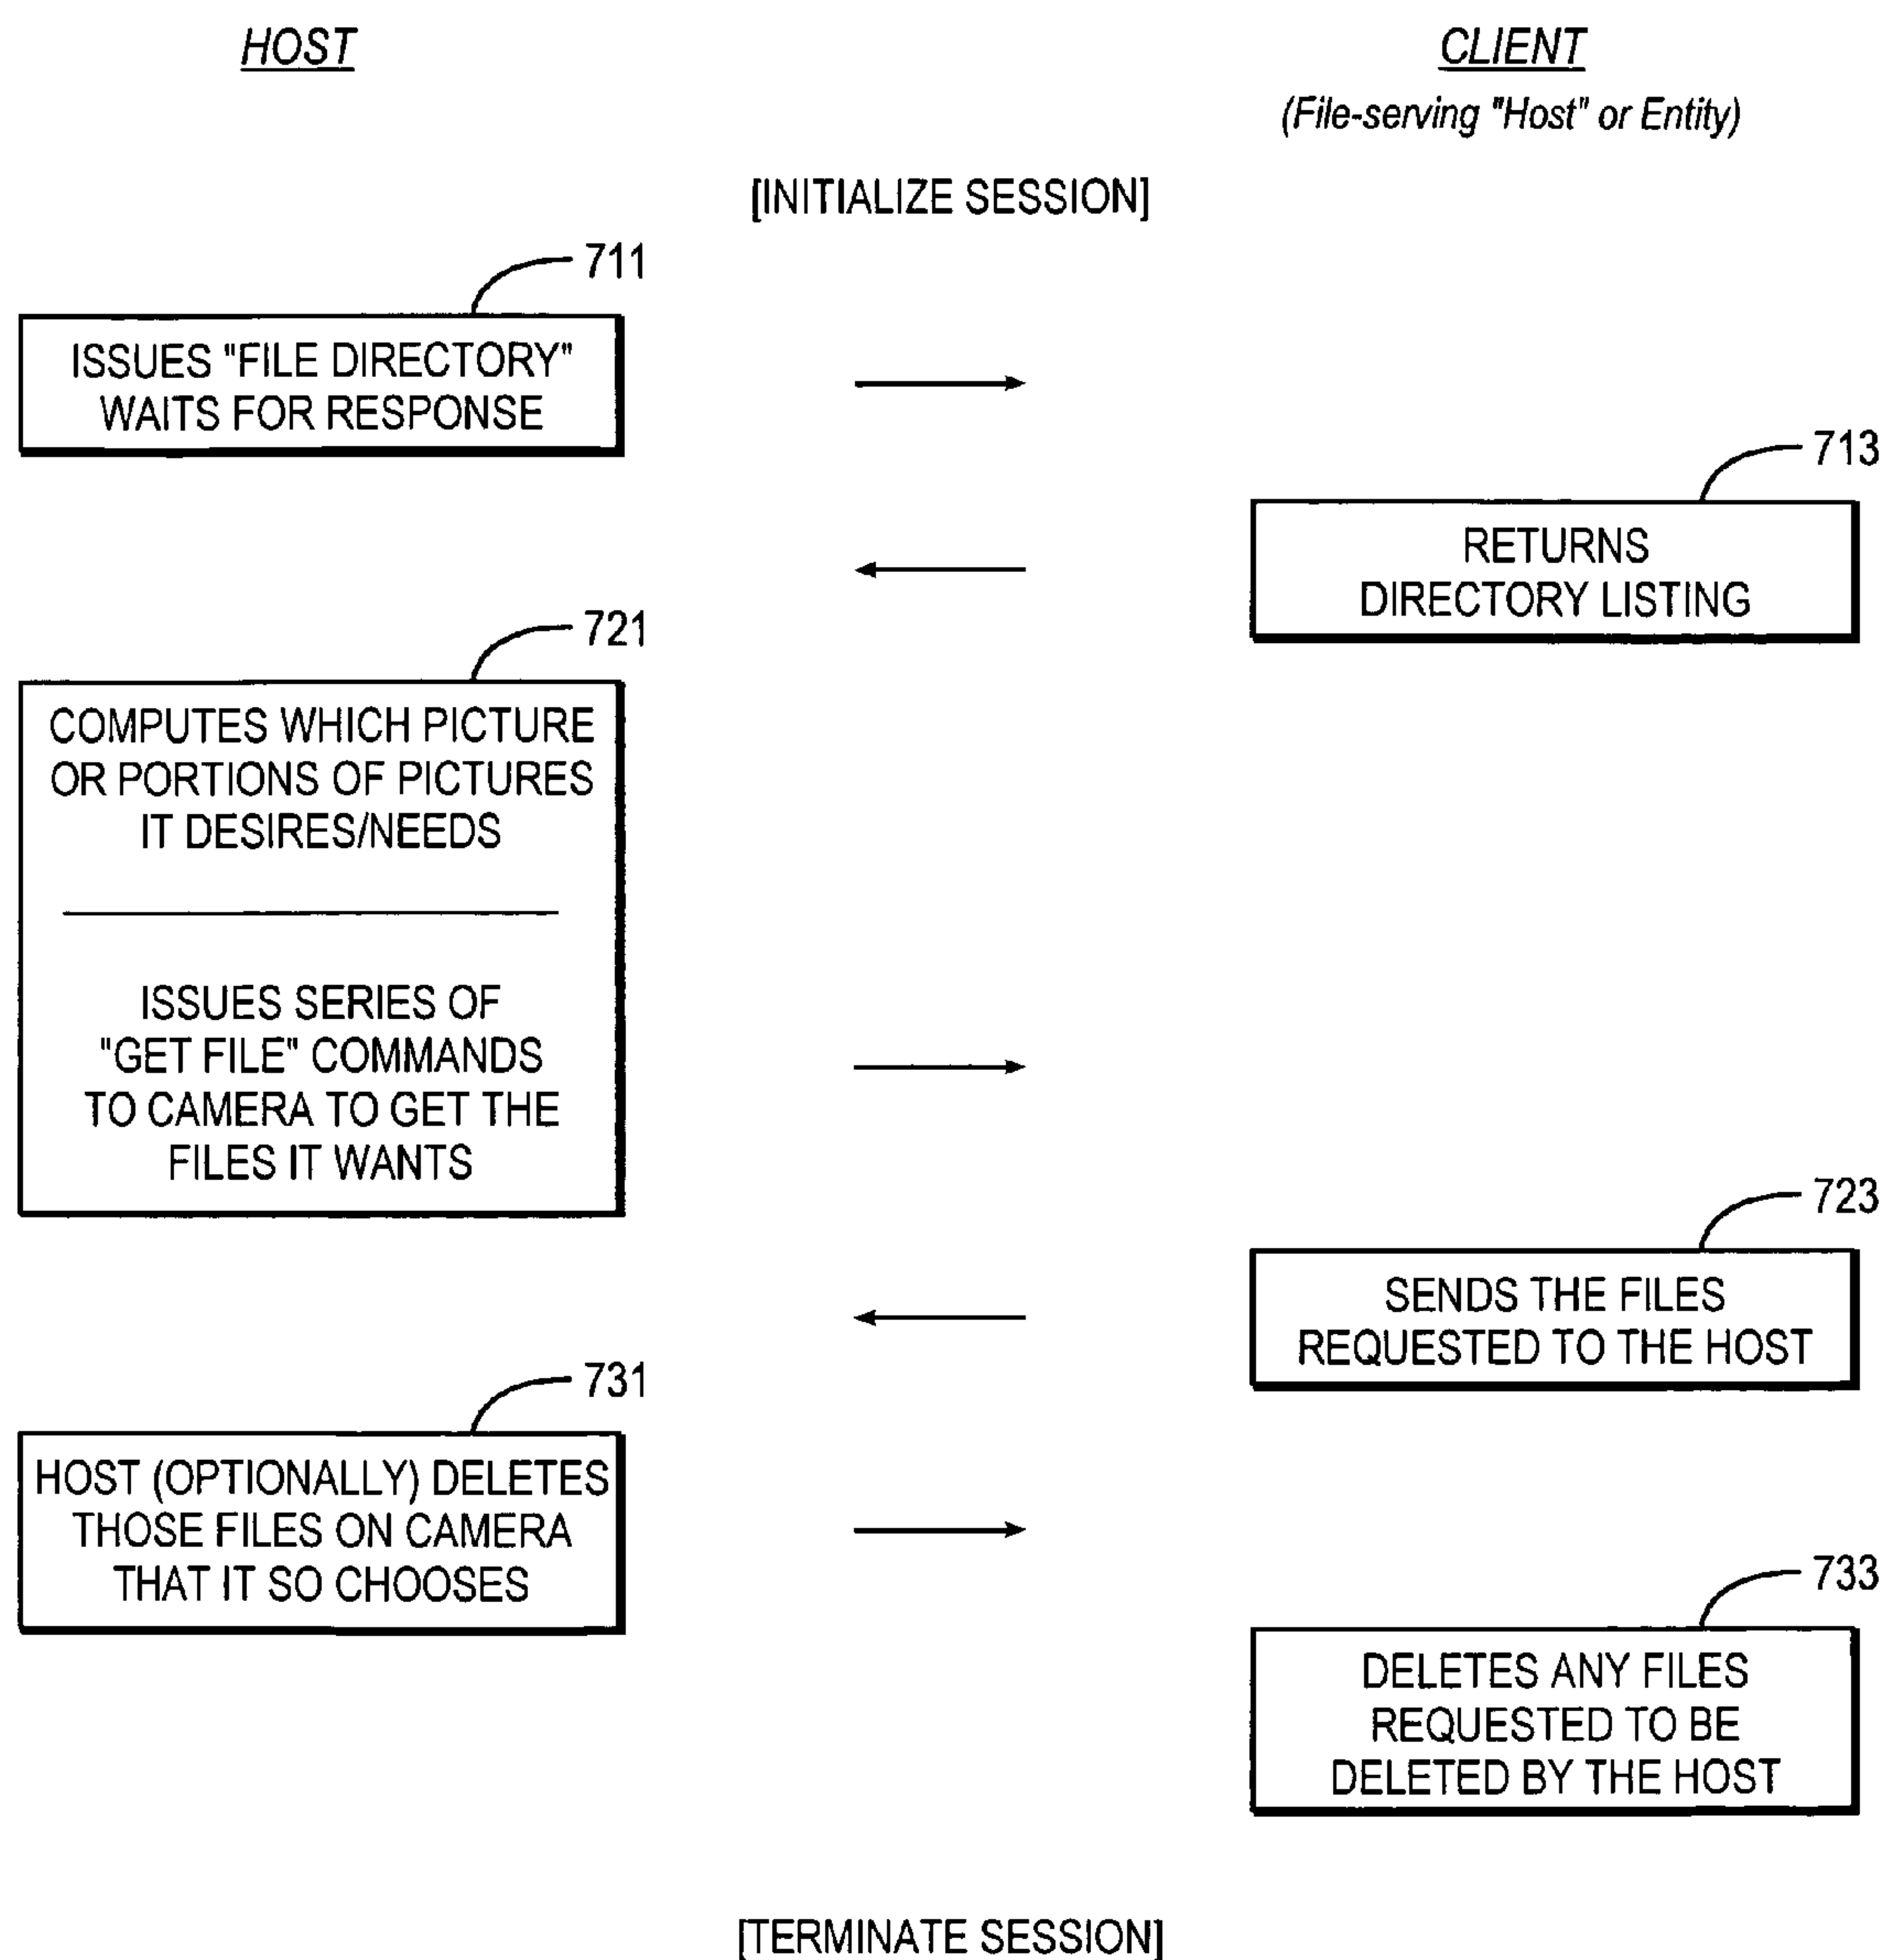 HOST
CLIENT
(File-serving "Host" or Entity)
[INITIALIZE SESSION]
711
ISSUES "FILE DIRECTORY"
WAITS FOR RESPONSE
713
RETURNS
DIRECTORY LISTING
721
COMPUTES WHICH PICTURE
OR PORTIONS OF PICTURES
IT DESIRES/NEEDS
ISSUES SERIES OF
"GET FILE" COMMANDS
TO CAMERA TO GET THE
FILES IT WANTS
723
SENDS THE FILES
REQUESTED TO THE HOST
731
HOST (OPTIONALLY) DELETES
THOSE FILES ON CAMERA
THAT IT SO CHOOSES
733
DELETES ANY FILES
REQUESTED TO BE
DELETED BY THE HOST
[TERMINATE SESSION]